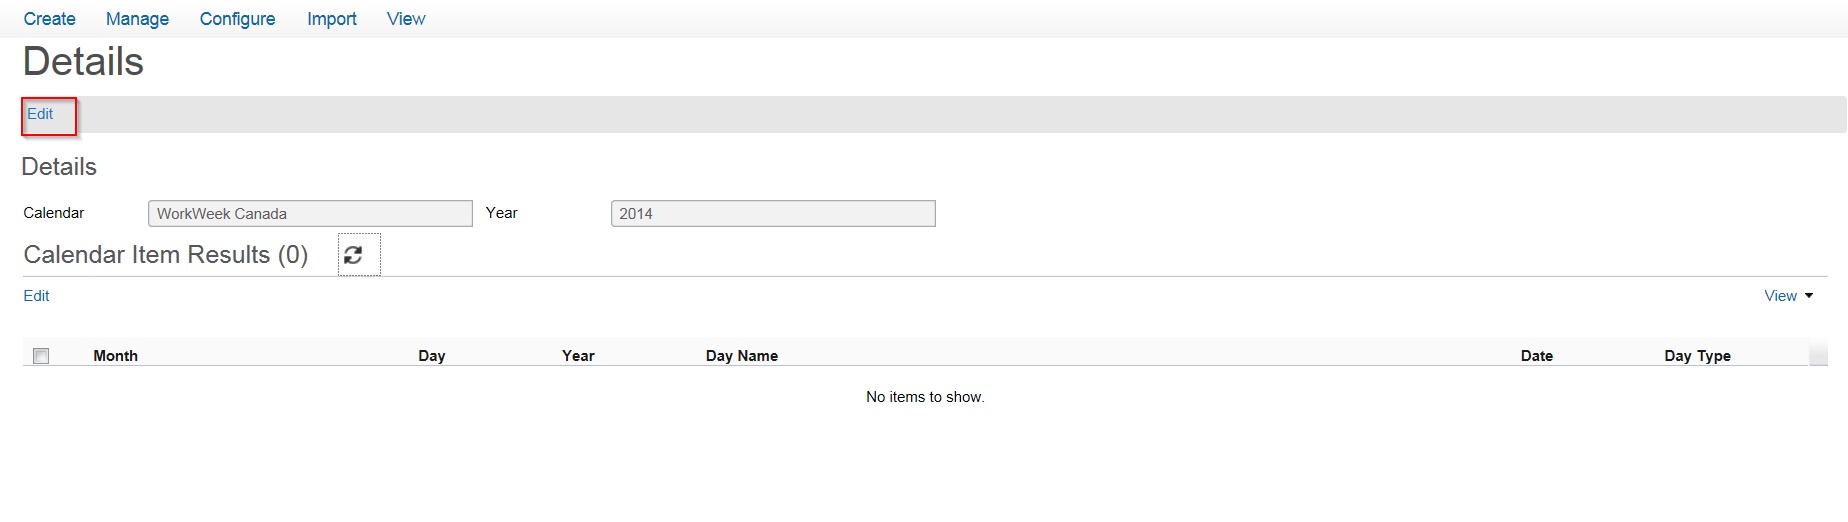 Create Manage Configure Import View
Details
Edit
Details
Calendar WorkWeek Canada Year 2014
Calendar Item Results (0)
Edit View
Month Day Year Day Name Date Day Type
No items to show.